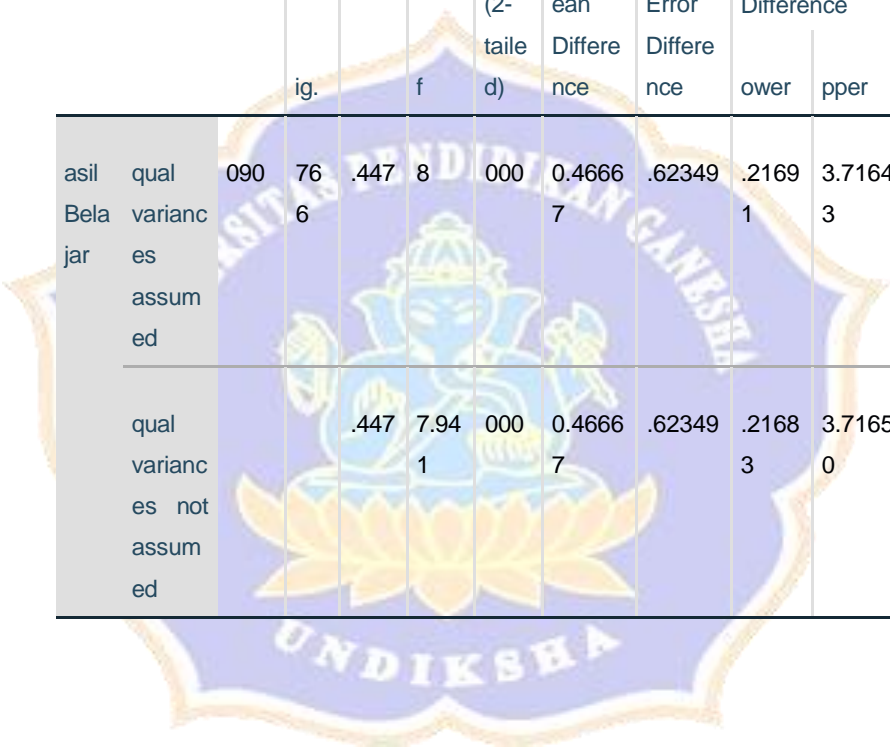 (2- ean Error Difference
taile Differe Differe
ig. f d) nce nce ower pper
asil qual 090 76 .447 8 000 0.4666 .62349 .2169 3.7164
Bela varianc 6 7 1 3
jar es
assum
ed
qual .447 7.94 000 0.4666 .62349 .2168 3.7165
varianc 1 7 3 0
es not
assum
ed
PENDIDIKAN GANESHA
UNDIKSHA